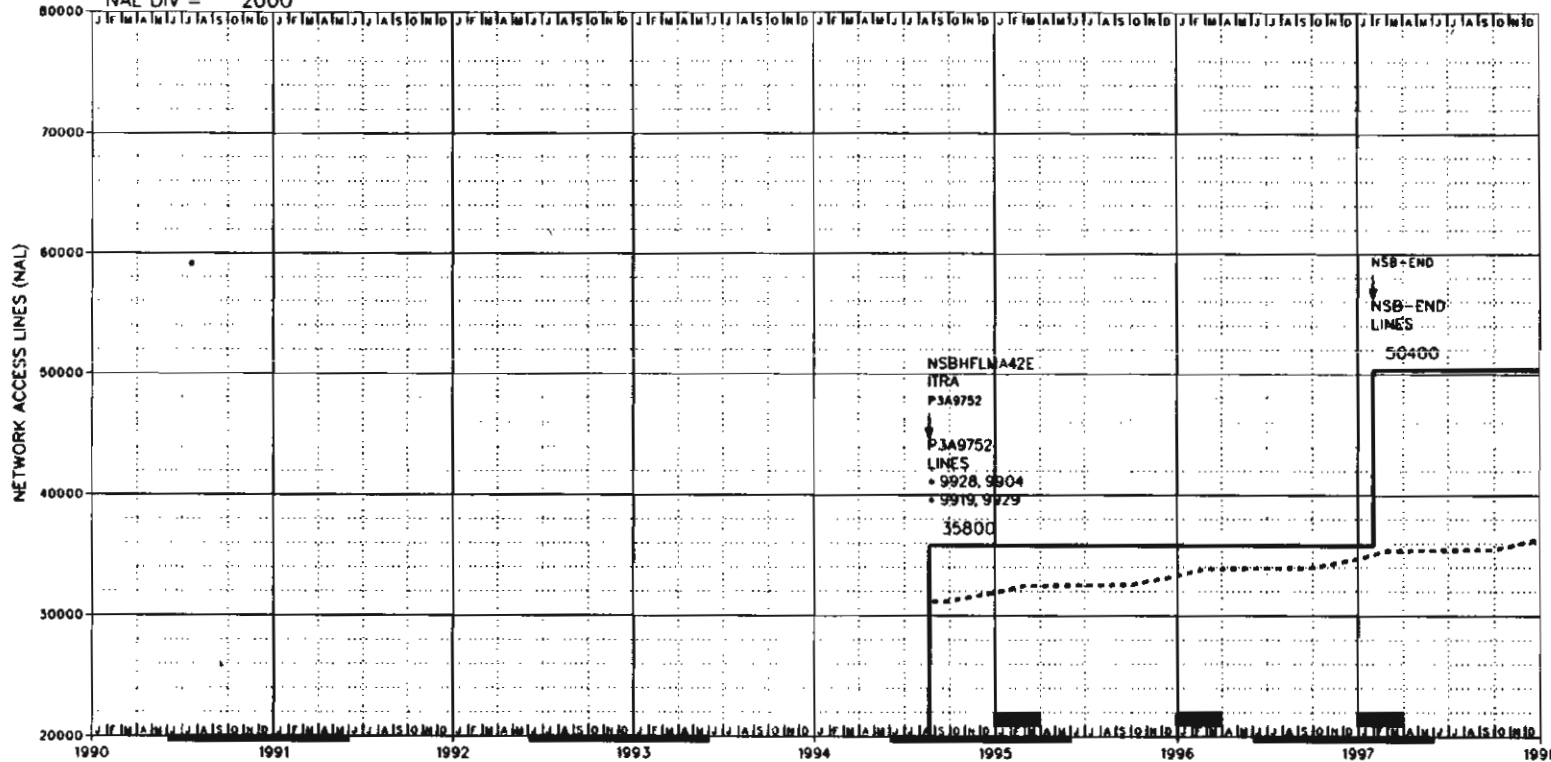 NAL DIV = 2000
80000
J F M A M J J A S O N D J F M A M J J A S O N D J F M A M J J A S O N D J F M A M J J A S O N D J F M A M J J A S O N D J F M A M J J A S O N D J F M A M J J A S O N D J F M A M J J A S O N D
70000
60000
NSB-END
NSB-END
LINES
50400
NETWORK ACCESS LINES (NAL)
50000
NSBHFLMA42E
ITRA
P3A9752
P3A9752
LINES
• 9928, 9904
• 9919, 9929
40000
35800
30000
20000
J F M A M J J A S O N D J F M A M J J A S O N D J F M A M J J A S O N D J F M A M J J A S O N D J F M A M J J A S O N D J F M A M J J A S O N D J F M A M J J A S O N D J F M A M J J A S O N D
1990 1991 1992 1993 1994 1995 1996 1997